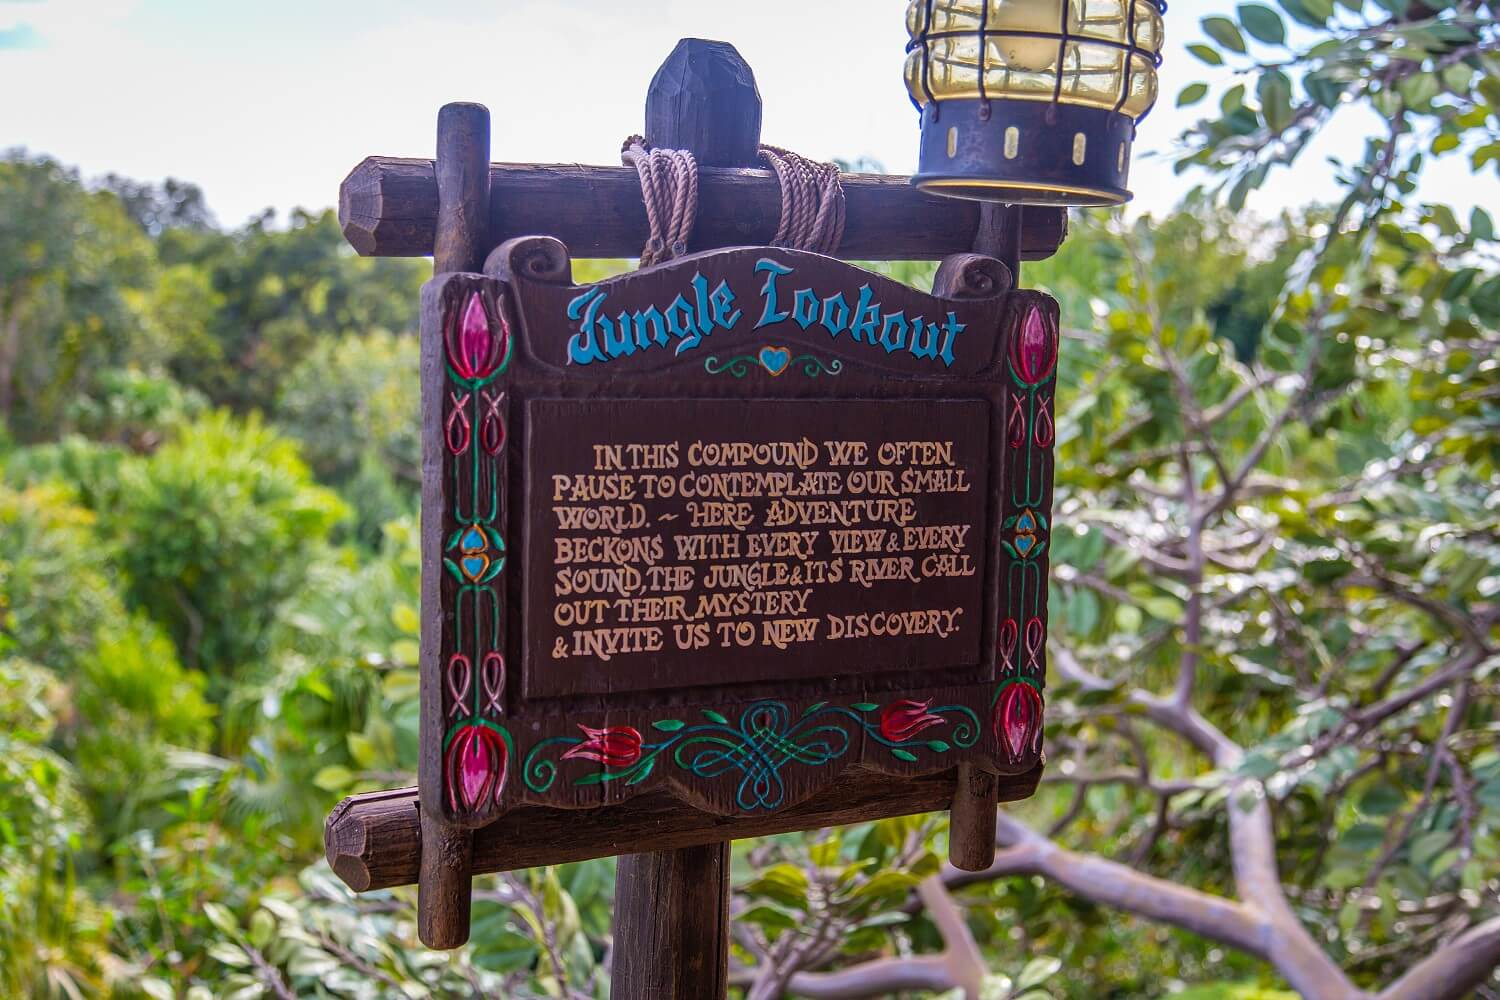 Jungle Lookout
IN THIS COMPOUND WE OFTEN
PAUSE TO CONTEMPLATE OUR SMALL
WORLD. ~ HERE ADVENTURE
BECKONS WITH EVERY VIEW & EVERY
SOUND, THE JUNGLE & ITS RIVER CALL
OUT THEIR MYSTERY
& INVITE US TO NEW DISCOVERY.